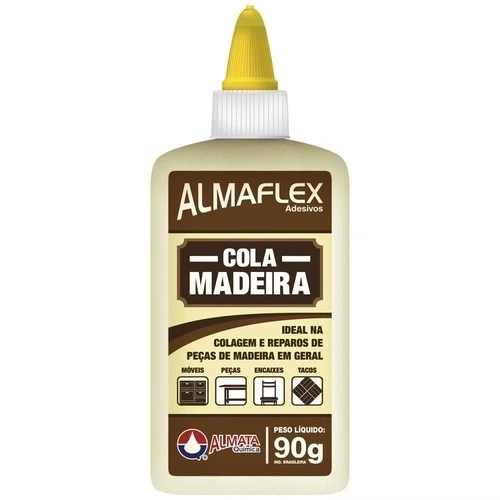 ALMAFLEX
Adesivos
COLA
MADEIRA
IDEAL NA
COLAGEM E REPAROS DE
PEÇAS DE MADEIRA EM GERAL
MÓVEIS PEÇAS ENCAIXES TACOS
ALMATA
Química
PESO LÍQUIDO:
90g
IND. BRASILEIRA